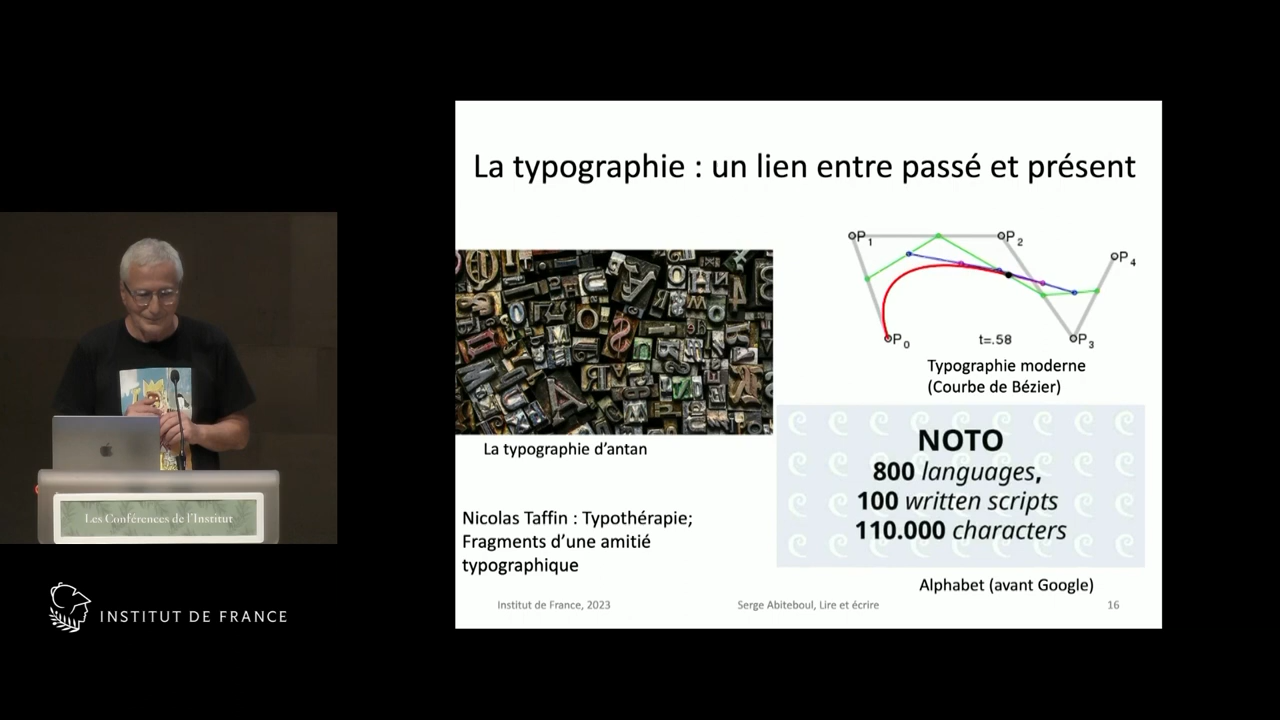 La typographie : un lien entre passé et présent
P1
P2
P4
P0
t=.58
P3
Typographie moderne
(Courbe de Bézier)
La typographie d’antan
NOTO
800 languages,
100 written scripts
110.000 characters
Nicolas Taffin : Typothérapie;
Fragments d’une amitié
typographique
Alphabet (avant Google)
Institut de France, 2023
Serge Abiteboul, Lire et écrire
16
Les Conférences de l'Institut
INSTITUT DE FRANCE